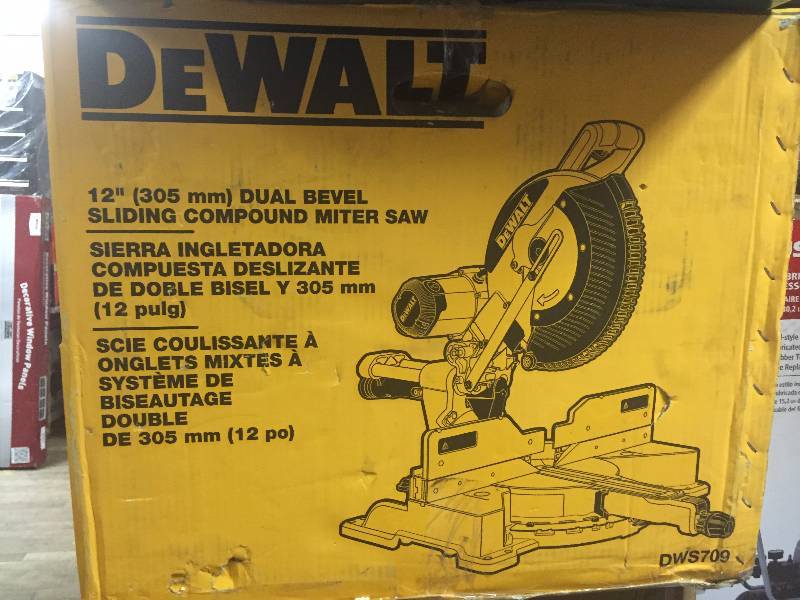 DEWALT
12" (305 mm) DUAL BEVEL
SLIDING COMPOUND MITER SAW
SIERRA INGLETADORA
COMPUESTA DESLIZANTE
DE DOBLE BISEL Y 305 mm
(12 pulg)
SCIE COULISSANTE À
ONGLETS MIXTES À
SYSTÈME DE
BISEAUTAGE
DOUBLE
DE 305 mm (12 po)
DEWALT
DEWALT
DWS709
Decorative Window Panels